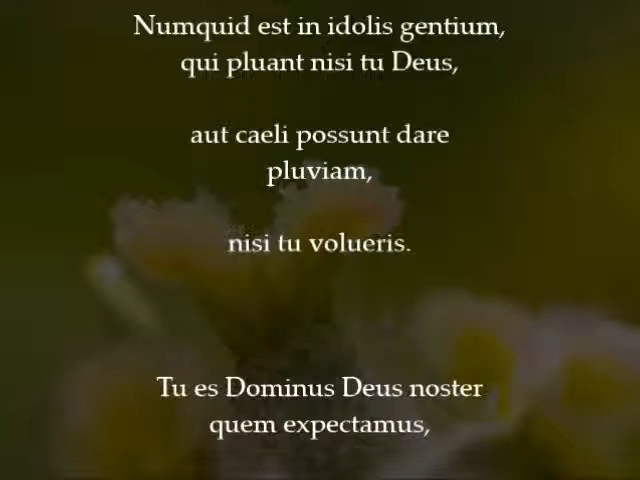 Numquid est in idolis gentium,
qui pluant nisi tu Deus,
aut caeli possunt dare
pluviam,
nisi tu volueris.
Tu es Dominus Deus noster
quem expectamus,